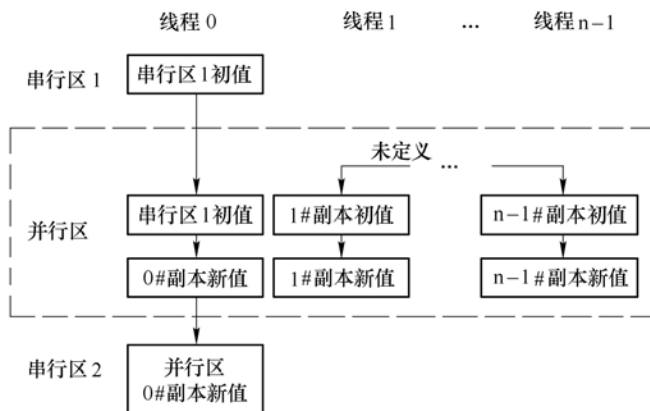 线程0 线程1 … 线程n-1
串行区1 串行区1初值
未定义 …
并行区 串行区1初值 1#副本初值 n-1#副本初值
0#副本新值 1#副本新值 n-1#副本新值
串行区2 并行区
0#副本新值